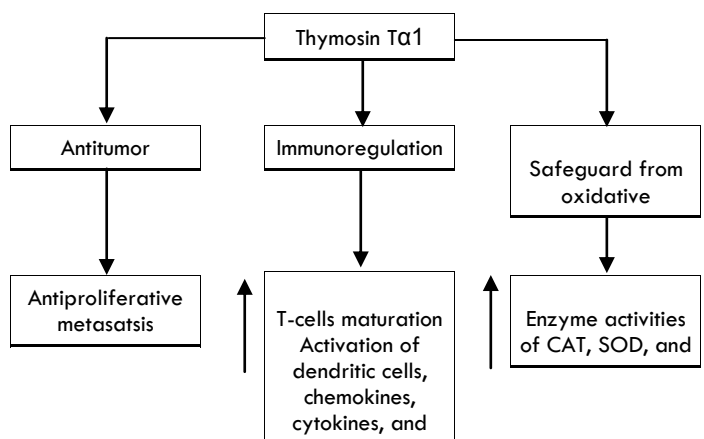 Thymosin Tα1
Antitumor
Immunoregulation
Safeguard from
oxidative
Antiproliferative
metasatsis
T-cells maturation
Activation of
dendritic cells,
chemokines,
cytokines, and
Enzyme activities
of CAT, SOD, and